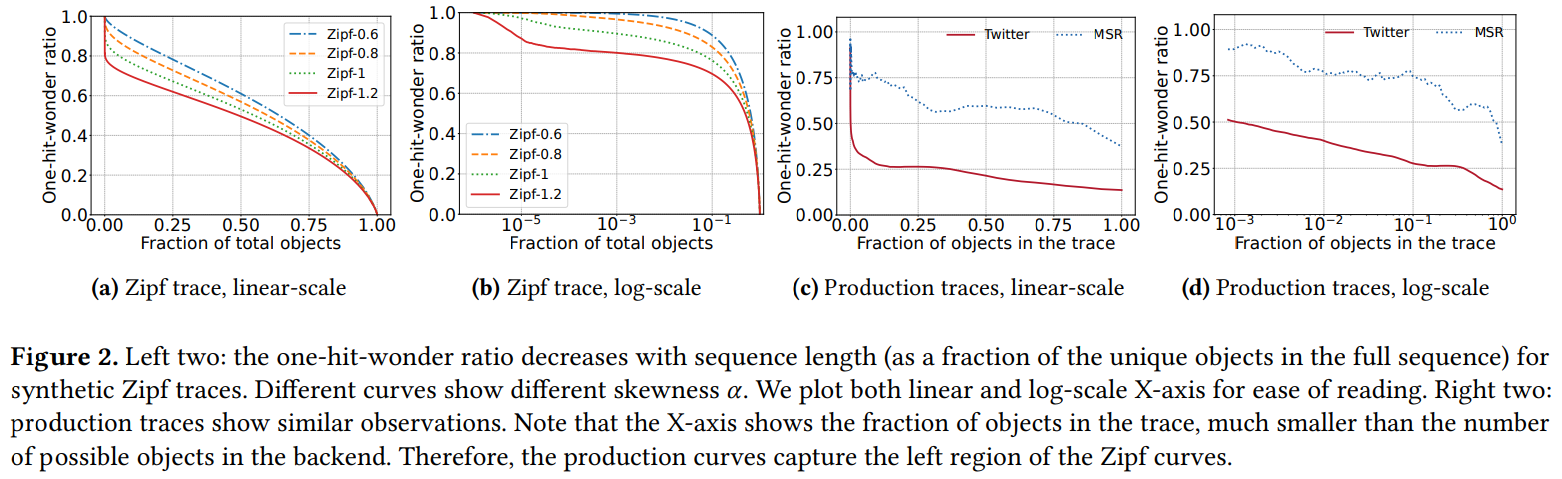 One-hit-wonder ratio
1.0
0.8
0.6
0.4
0.2
0.0
Zipf-0.6
Zipf-0.8
Zipf-1
Zipf-1.2
0.00 0.25 0.50 0.75 1.00
Fraction of total objects
(a) Zipf trace, linear-scale
One-hit-wonder ratio
1.0
0.8
0.6
0.4
0.2
0.0
Zipf-0.6
Zipf-0.8
Zipf-1
Zipf-1.2
10⁻⁵ 10⁻³ 10⁻¹
Fraction of total objects
(b) Zipf trace, log-scale
One-hit-wonder ratio
1.00
0.75
0.50
0.25
0.00
Twitter MSR
0.00 0.25 0.50 0.75 1.00
Fraction of objects in the trace
(c) Production traces, linear-scale
One-hit-wonder ratio
1.00
0.75
0.50
0.25
0.00
Twitter MSR
10⁻³ 10⁻² 10⁻¹ 10⁰
Fraction of objects in the trace
(d) Production traces, log-scale
Figure 2. Left two: the one-hit-wonder ratio decreases with sequence length (as a fraction of the unique objects in the full sequence) for
synthetic Zipf traces. Different curves show different skewness α. We plot both linear and log-scale X-axis for ease of reading. Right two:
production traces show similar observations. Note that the X-axis shows the fraction of objects in the trace, much smaller than the number
of possible objects in the backend. Therefore, the production curves capture the left region of the Zipf curves.